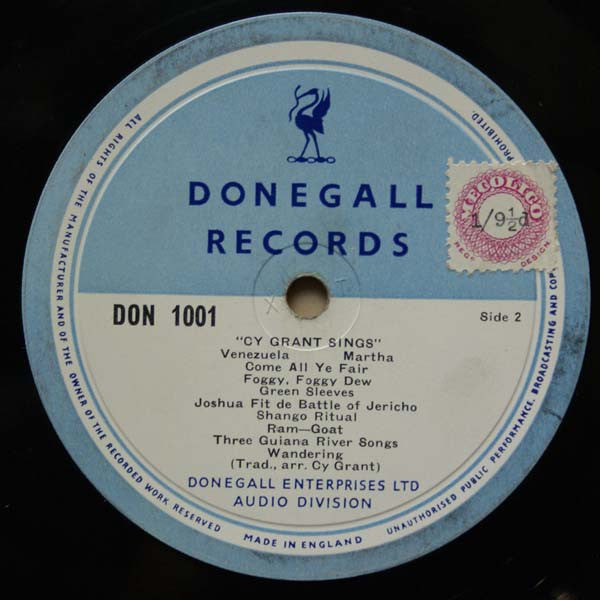 DONEGALL
RECORDS
MECOLICO
1/9½d
REGD. DESIGN
DON 1001
Side 2
"CY GRANT SINGS"
Venezuela Martha
Come All Ye Fair
Foggy, Foggy Dew
Green Sleeves
Joshua Fit de Battle of Jericho
Shango Ritual
Ram—Goat
Three Guiana River Songs
Wandering
(Trad., arr. Cy Grant)
DONEGALL ENTERPRISES LTD
AUDIO DIVISION
ALL RIGHTS OF THE MANUFACTURER AND OF THE OWNER OF THE RECORDED WORK RESERVED
UNAUTHORISED PUBLIC PERFORMANCE, BROADCASTING AND COP PROHIBITED.
MADE IN ENGLAND